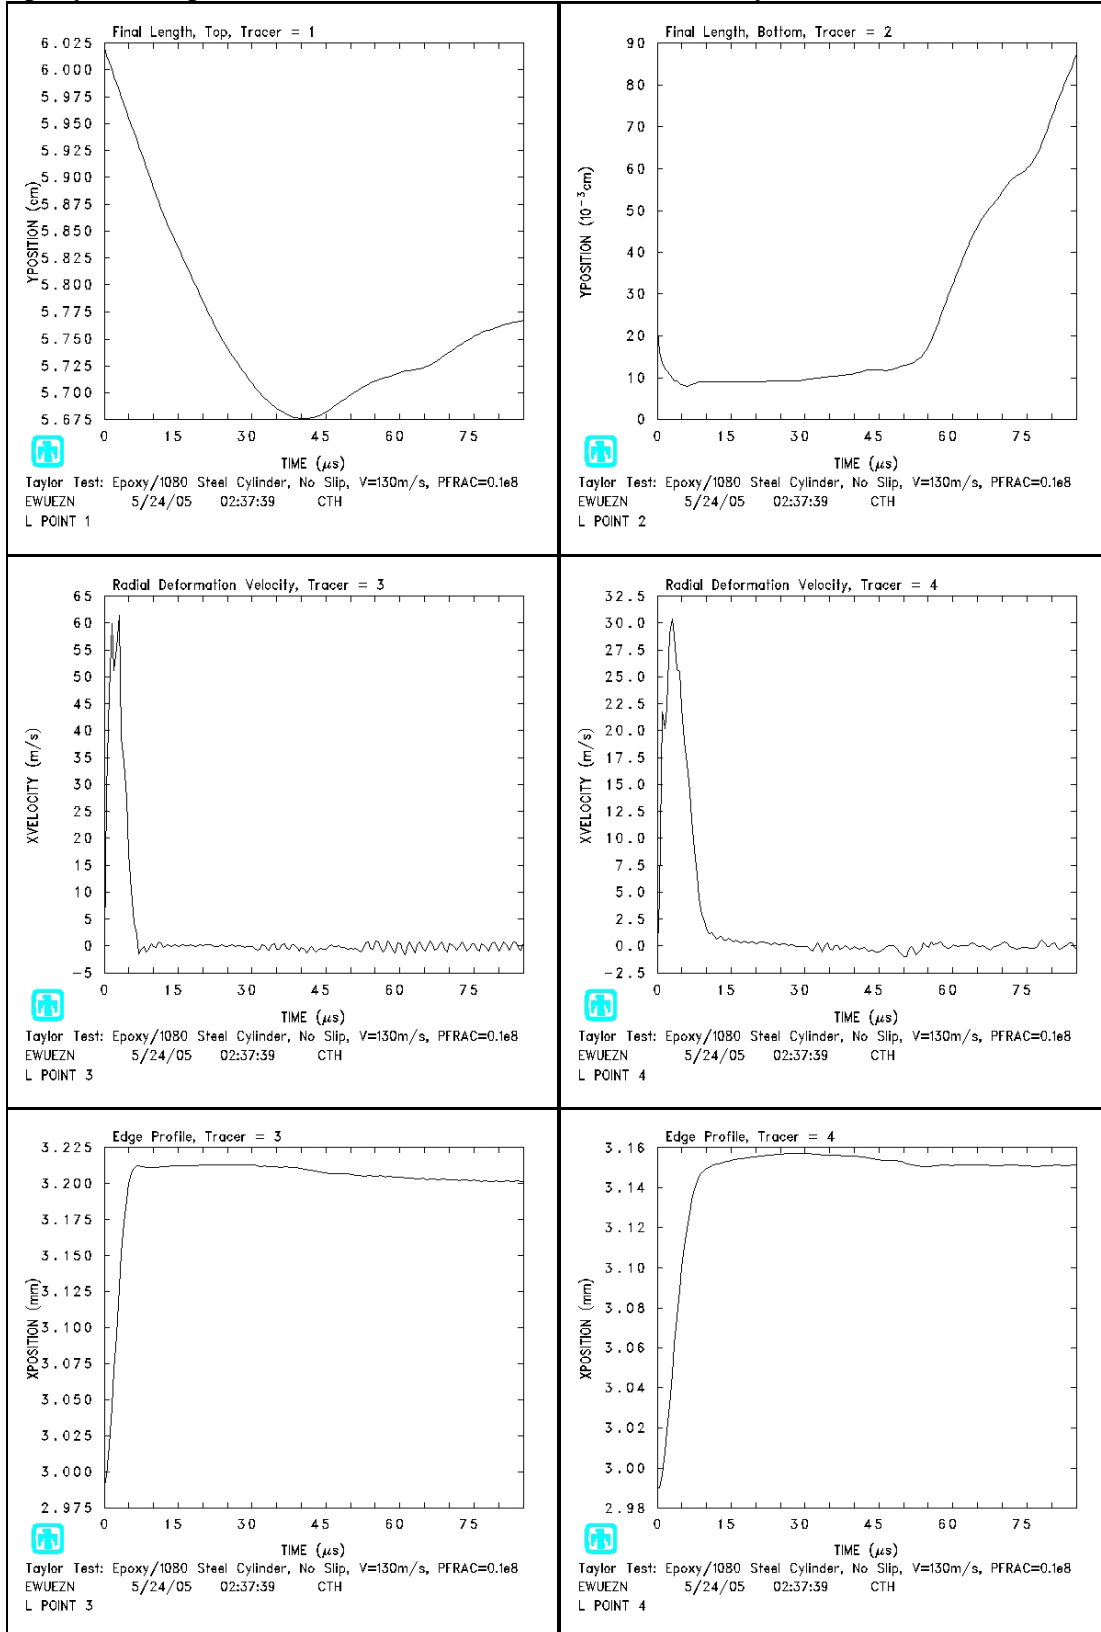 Final Length, Top, Tracer = 1
6.025
6.000
5.975
5.950
5.925
5.900
5.875
5.850
5.825
5.800
5.775
5.750
5.725
5.700
5.675
YPOSITION (cm)
0 15 30 45 60 75
TIME (μs)
Taylor Test: Epoxy/1080 Steel Cylinder, No Slip, V=130m/s, PFRAC=0.1e8
EWUEZN 5/24/05 02:37:39 CTH
L POINT 1
Final Length, Bottom, Tracer = 2
90
80
70
60
50
40
30
20
10
0
YPOSITION (10⁻³cm)
0 15 30 45 60 75
TIME (μs)
Taylor Test: Epoxy/1080 Steel Cylinder, No Slip, V=130m/s, PFRAC=0.1e8
EWUEZN 5/24/05 02:37:39 CTH
L POINT 2
Radial Deformation Velocity, Tracer = 3
65
60
55
50
45
40
35
30
25
20
15
10
5
0
-5
XVELOCITY (m/s)
0 15 30 45 60 75
TIME (μs)
Taylor Test: Epoxy/1080 Steel Cylinder, No Slip, V=130m/s, PFRAC=0.1e8
EWUEZN 5/24/05 02:37:39 CTH
L POINT 3
Radial Deformation Velocity, Tracer = 4
32.5
30.0
27.5
25.0
22.5
20.0
17.5
15.0
12.5
10.0
7.5
5.0
2.5
0.0
-2.5
XVELOCITY (m/s)
0 15 30 45 60 75
TIME (μs)
Taylor Test: Epoxy/1080 Steel Cylinder, No Slip, V=130m/s, PFRAC=0.1e8
EWUEZN 5/24/05 02:37:39 CTH
L POINT 4
Edge Profile, Tracer = 3
3.225
3.200
3.175
3.150
3.125
3.100
3.075
3.050
3.025
3.000
2.975
XPOSITION (mm)
0 15 30 45 60 75
TIME (μs)
Taylor Test: Epoxy/1080 Steel Cylinder, No Slip, V=130m/s, PFRAC=0.1e8
EWUEZN 5/24/05 02:37:39 CTH
L POINT 3
Edge Profile, Tracer = 4
3.16
3.14
3.12
3.10
3.08
3.06
3.04
3.02
3.00
2.98
XPOSITION (mm)
0 15 30 45 60 75
TIME (μs)
Taylor Test: Epoxy/1080 Steel Cylinder, No Slip, V=130m/s, PFRAC=0.1e8
EWUEZN 5/24/05 02:37:39 CTH
L POINT 4